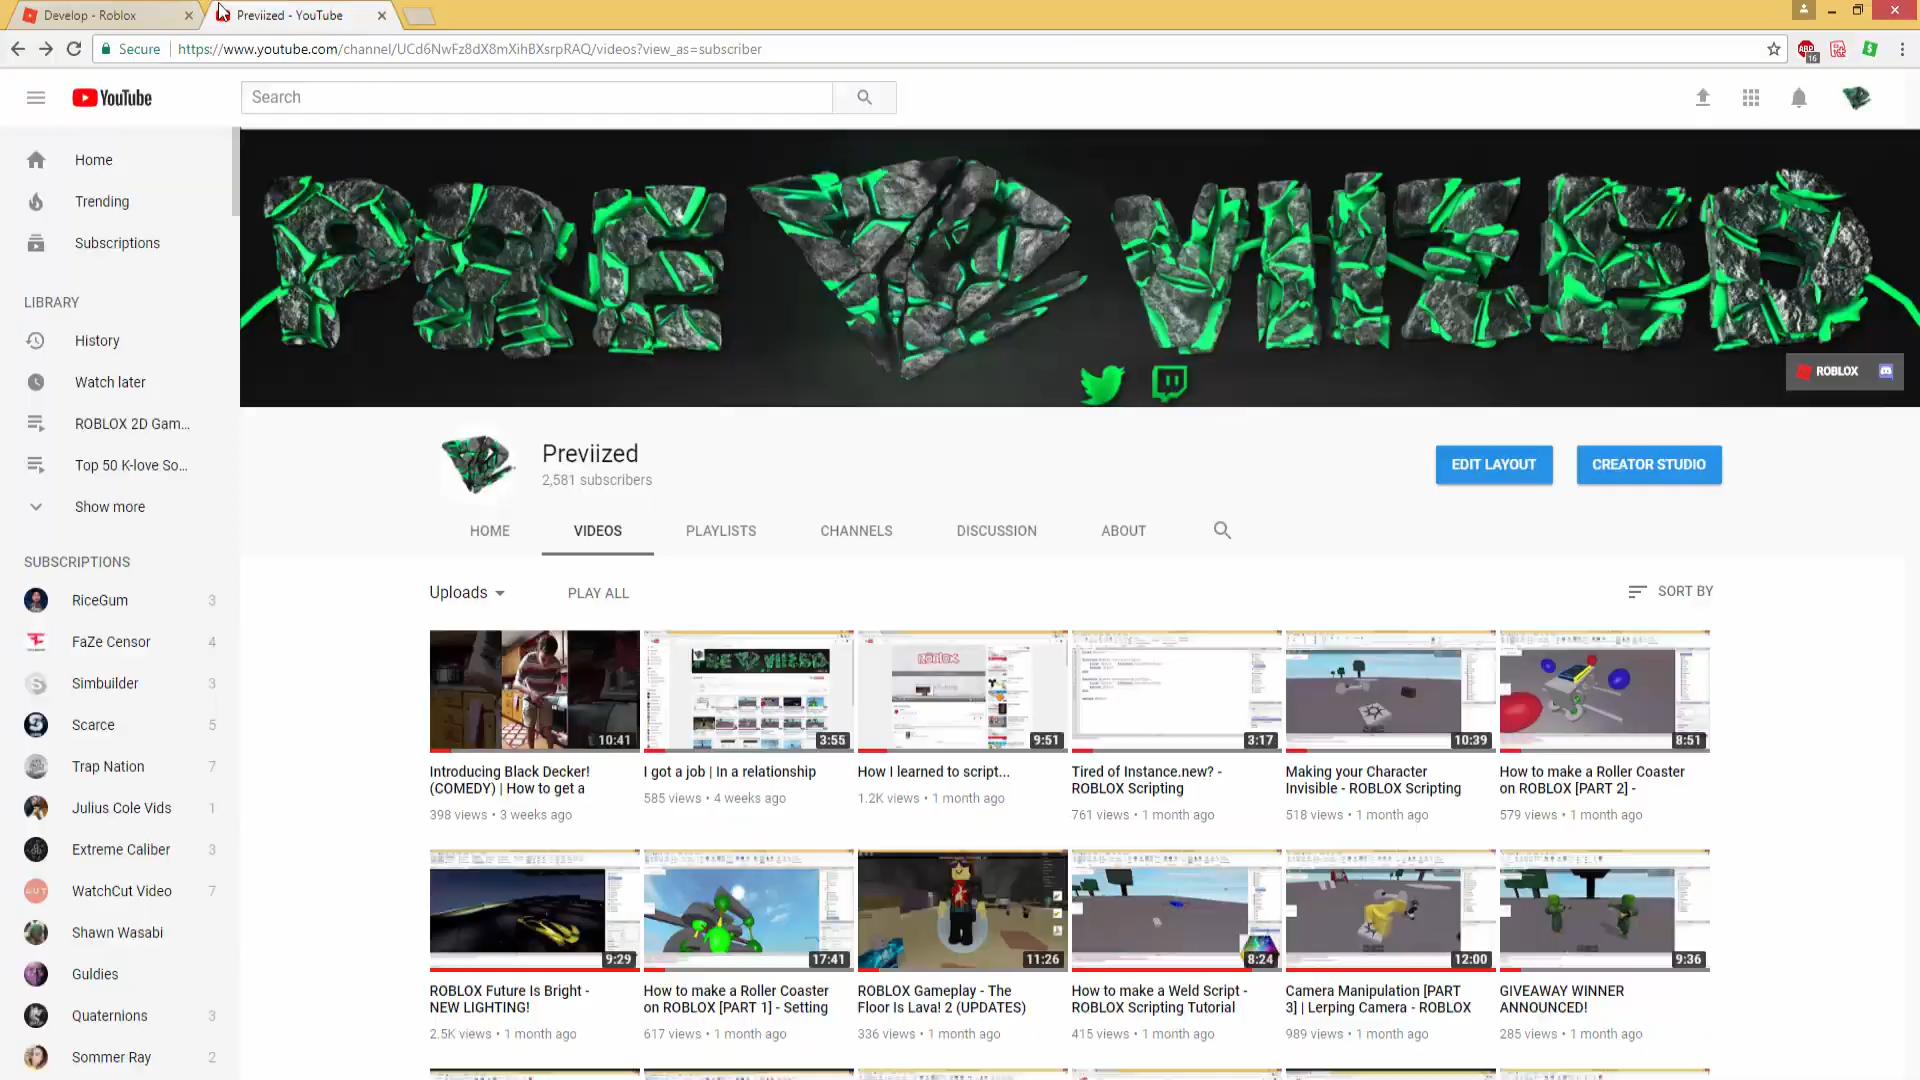 Develop - Roblox
Previized - YouTube
Secure
https://www.youtube.com/channel/UCd6NwFz8dX8mXihBXsrpRAQ/videos?view_as=subscriber
ABP
16
YouTube
Search
Home
Trending
Subscriptions
LIBRARY
History
Watch later
ROBLOX 2D Gam...
Top 50 K-love So...
Show more
SUBSCRIPTIONS
RiceGum 3
FaZe Censor 4
Simbuilder 3
Scarce 5
Trap Nation 7
Julius Cole Vids 1
Extreme Caliber 3
WatchCut Video 7
Shawn Wasabi
Guldies
Quaternions 3
Sommer Ray 2
PRE VIIZED
ROBLOX
Previized
2,581 subscribers
EDIT LAYOUT
CREATOR STUDIO
HOME
VIDEOS
PLAYLISTS
CHANNELS
DISCUSSION
ABOUT
Uploads
PLAY ALL
SORT BY
10:41
Introducing Black Decker!
(COMEDY) | How to get a
398 views • 3 weeks ago
3:55
I got a job | In a relationship
585 views • 4 weeks ago
9:51
How I learned to script...
1.2K views • 1 month ago
3:17
Tired of Instance.new? -
ROBLOX Scripting
761 views • 1 month ago
10:39
Making your Character
Invisible - ROBLOX Scripting
518 views • 1 month ago
8:51
How to make a Roller Coaster
on ROBLOX [PART 2] -
579 views • 1 month ago
9:29
ROBLOX Future Is Bright -
NEW LIGHTING!
2.5K views • 1 month ago
17:41
How to make a Roller Coaster
on ROBLOX [PART 1] - Setting
617 views • 1 month ago
11:26
ROBLOX Gameplay - The
Floor Is Lava! 2 (UPDATES)
336 views • 1 month ago
8:24
How to make a Weld Script -
ROBLOX Scripting Tutorial
415 views • 1 month ago
12:00
Camera Manipulation [PART
3] | Lerping Camera - ROBLOX
989 views • 1 month ago
9:36
GIVEAWAY WINNER
ANNOUNCED!
285 views • 1 month ago